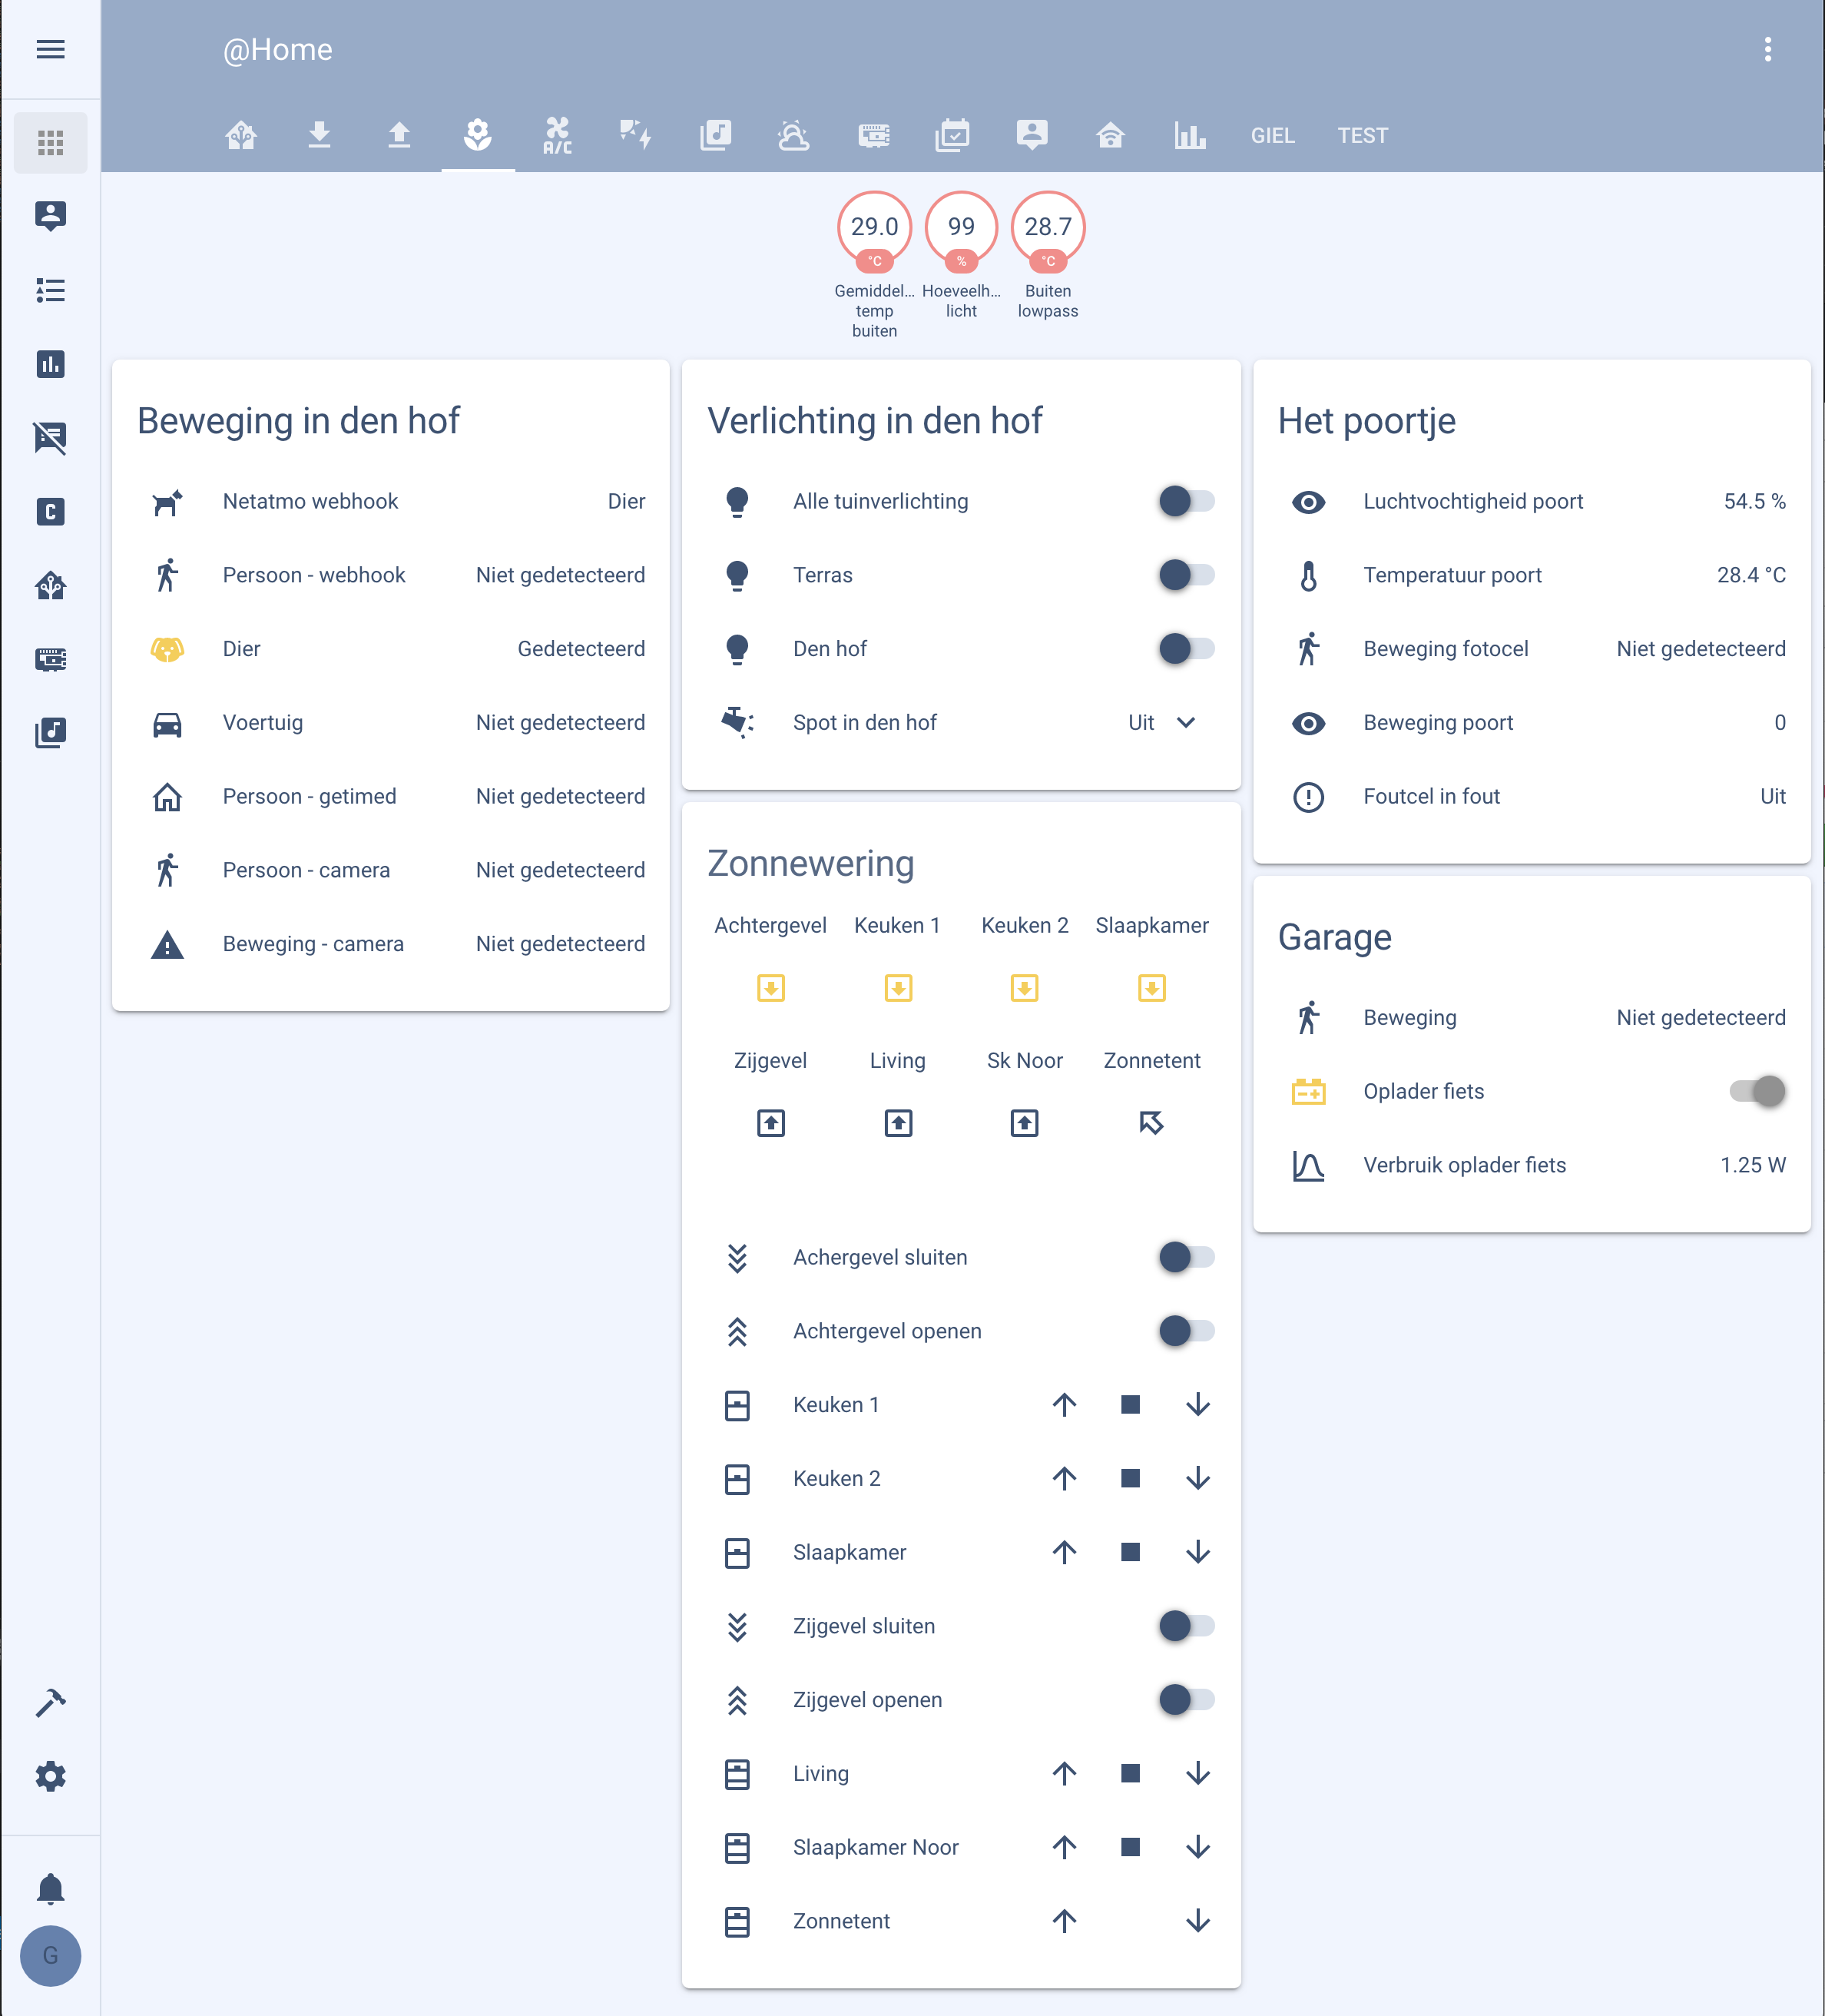 @Home
A/C
GIEL
TEST
C
29.0
°C
Gemiddel...
temp
buiten
99
%
Hoeveelh...
licht
28.7
°C
Buiten
lowpass
Beweging in den hof
Netatmo webhook Dier
Persoon - webhook Niet gedetecteerd
Dier Gedetecteerd
Voertuig Niet gedetecteerd
Persoon - getimed Niet gedetecteerd
Persoon - camera Niet gedetecteerd
Beweging - camera Niet gedetecteerd
Verlichting in den hof
Alle tuinverlichting
Terras
Den hof
Spot in den hof Uit
Zonnewering
Achtergevel Keuken 1 Keuken 2 Slaapkamer
Zijgevel Living Sk Noor Zonnetent
Achergevel sluiten
Achtergevel openen
Keuken 1
Keuken 2
Slaapkamer
Zijgevel sluiten
Zijgevel openen
Living
Slaapkamer Noor
Zonnetent
Het poortje
Luchtvochtigheid poort 54.5 %
Temperatuur poort 28.4 °C
Beweging fotocel Niet gedetecteerd
Beweging poort 0
Foutcel in fout Uit
Garage
Beweging Niet gedetecteerd
Oplader fiets
Verbruik oplader fiets 1.25 W
G